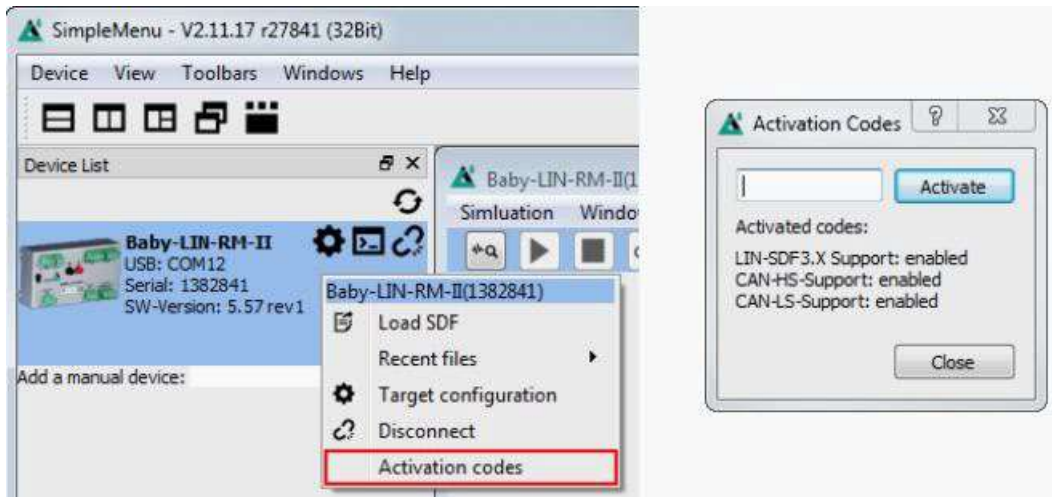 SimpleMenu - V2.11.17 r27841 (32Bit)
Device View Toolbars Windows Help
Device List
Baby-LIN-RM-II
USB: COM12
Serial: 1382841
SW-Version: 5.57 rev1
Add a manual device:
Baby-LIN-RM-II(1
Simluation Windo
Baby-LIN-RM-II(1382841)
Load SDF
Recent files
Target configuration
Disconnect
Activation codes
Activation Codes
Activate
Activated codes:
LIN-SDF3.X Support: enabled
CAN-HS-Support: enabled
CAN-LS-Support: enabled
Close